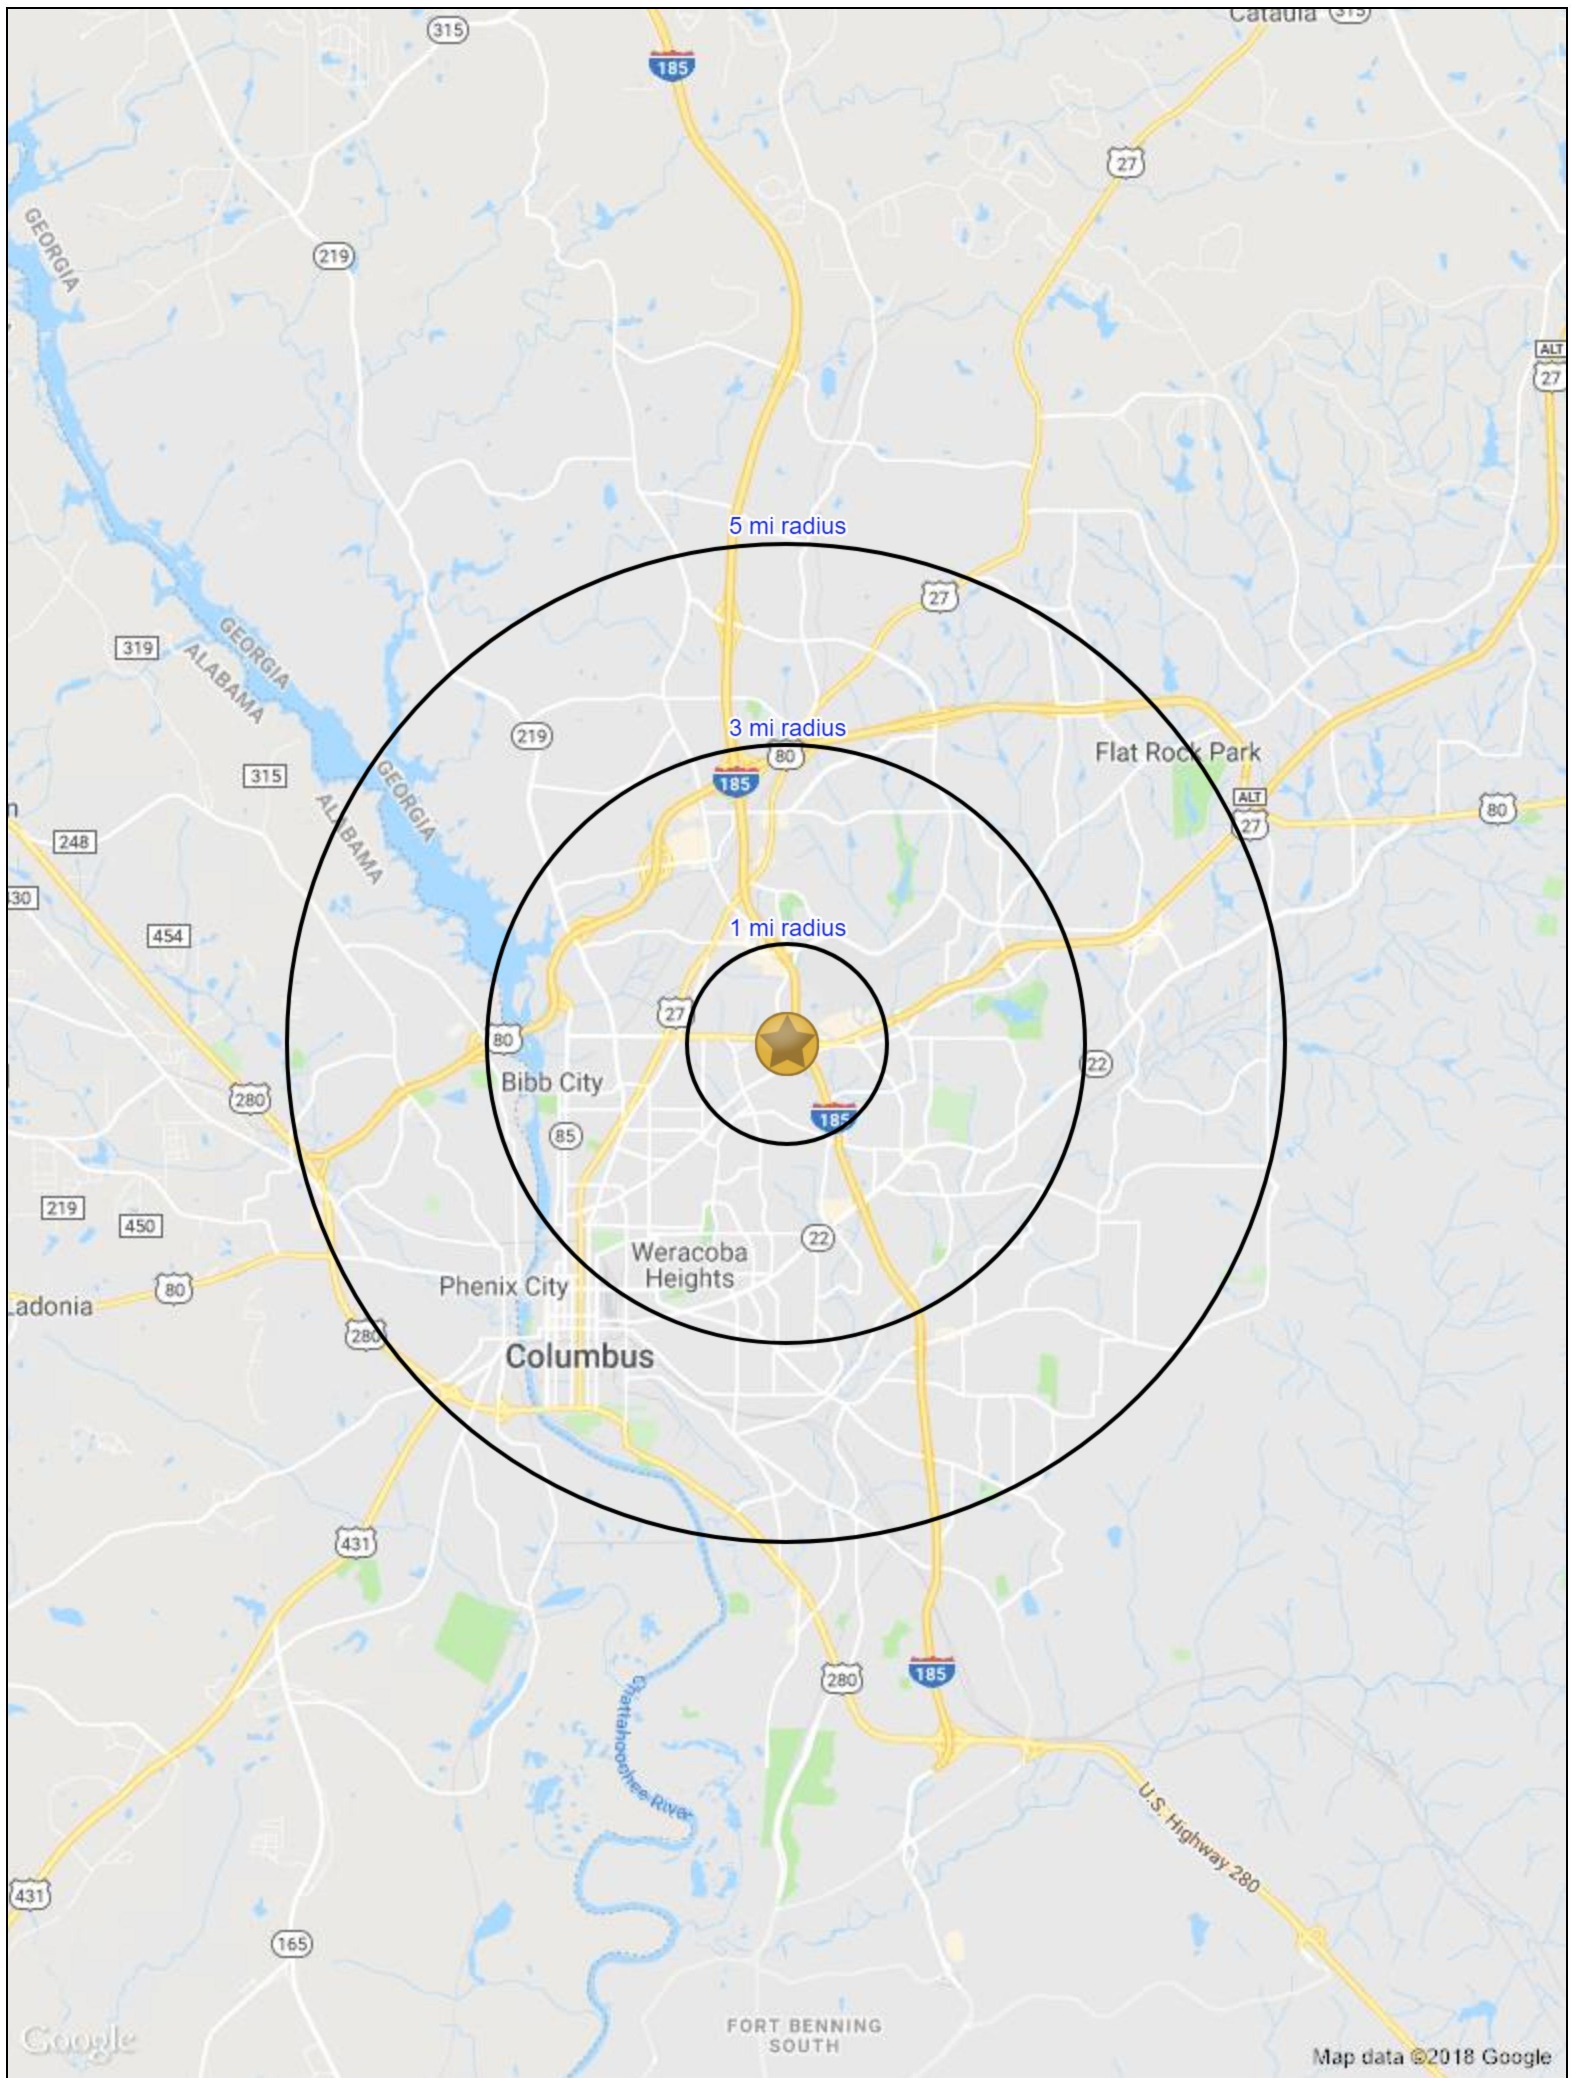 Cataula
315
315
185
27
219
GEORGIA
ALT
27
5 mi radius
27
GEORGIA
ALABAMA
319
219
3 mi radius
80
Flat Rock Park
185
315
GEORGIA
ALABAMA
ALT
27
80
248
454
1 mi radius
27
80
22
Bibb City
280
185
85
219
450
22
Weracoba
Heights
Phenix City
80
280
Columbus
431
280
185
Chattahoochee River
U.S. Highway 280
431
165
FORT BENNING
SOUTH
Google
Map data ©2018 Google